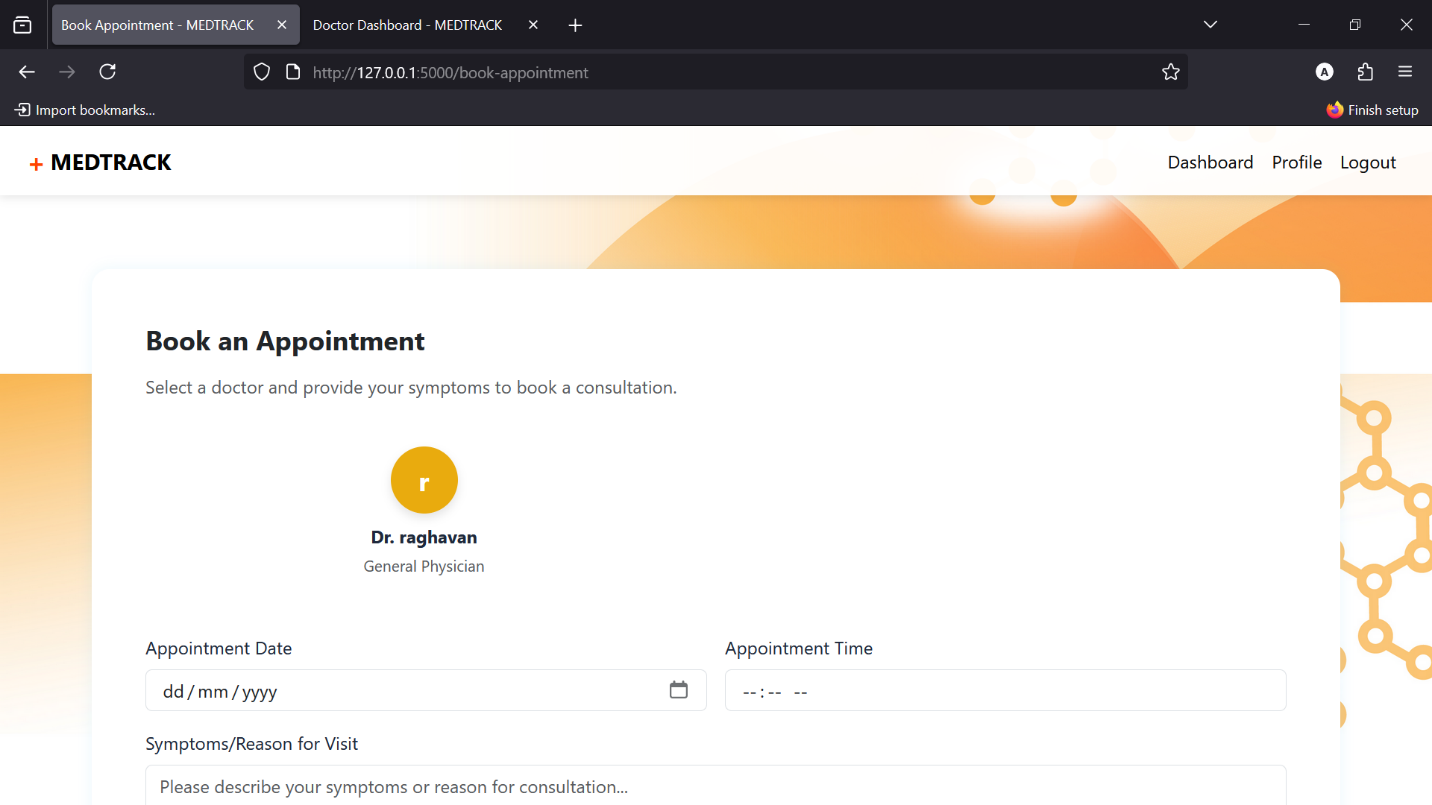 Book Appointment - MEDTRACK
Doctor Dashboard - MEDTRACK
http://127.0.0.1:5000/book-appointment
A
Import bookmarks...
Finish setup
+ MEDTRACK
Dashboard Profile Logout
Book an Appointment
Select a doctor and provide your symptoms to book a consultation.
r
Dr. raghavan
General Physician
Appointment Date
Appointment Time
dd / mm / yyyy
-- : -- --
Symptoms/Reason for Visit
Please describe your symptoms or reason for consultation...